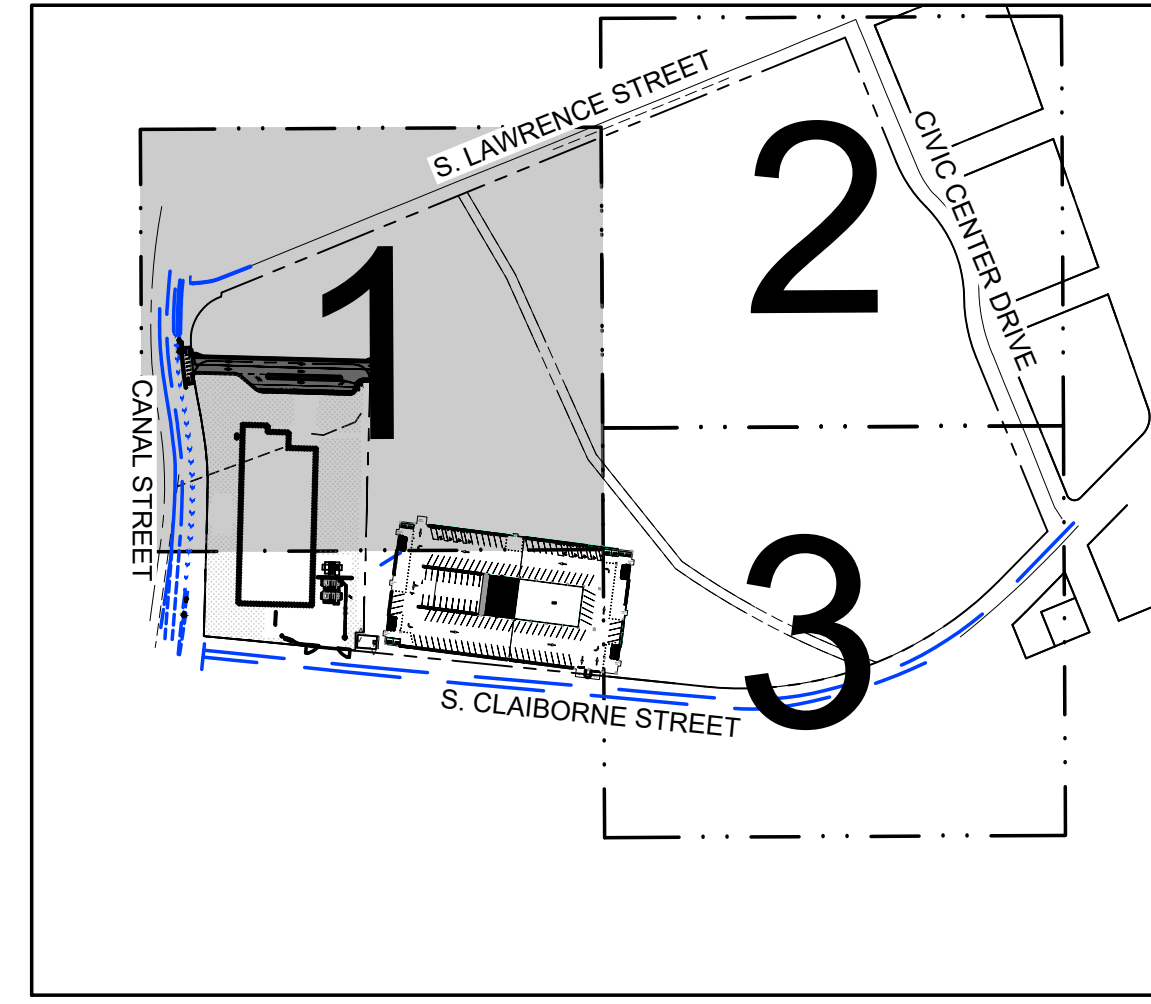 S. LAWRENCE STREET
2
CIVIC CENTER DRIVE
1
CANAL STREET
3
S. CLAIBORNE STREET